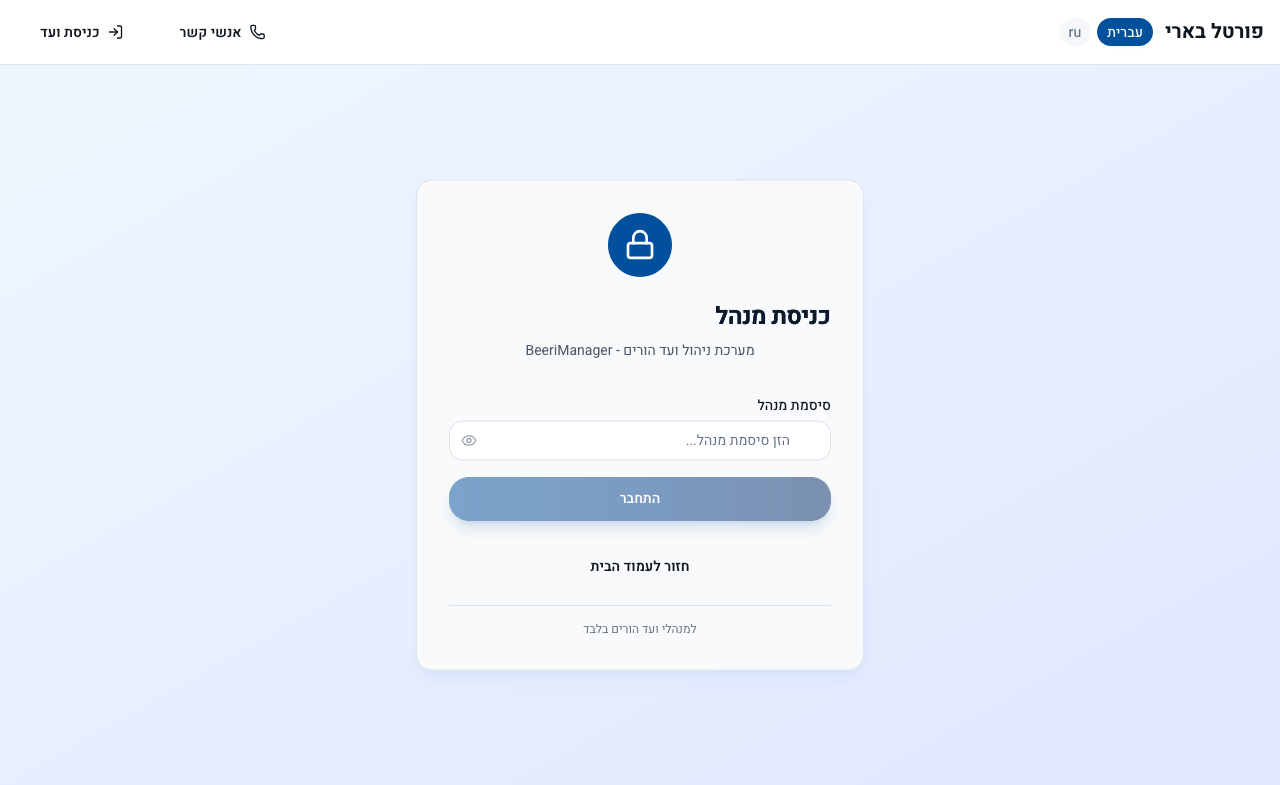 פורטל בארי
עברית
ru
אנשי קשר
כניסת ועד
כניסת מנהל
מערכת ניהול ועד הורים - BeeriManager
סיסמת מנהל
הזן סיסמת מנהל...
התחבר
חזור לעמוד הבית
למנהלי ועד הורים בלבד